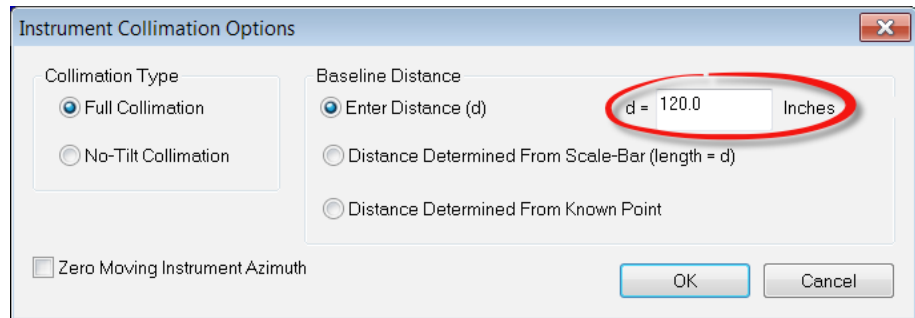 Instrument Collimation Options
Collimation Type
Full Collimation
No-Tilt Collimation
Baseline Distance
Enter Distance (d)
d = 120.0 Inches
Distance Determined From Scale-Bar (length = d)
Distance Determined From Known Point
Zero Moving Instrument Azimuth
OK
Cancel